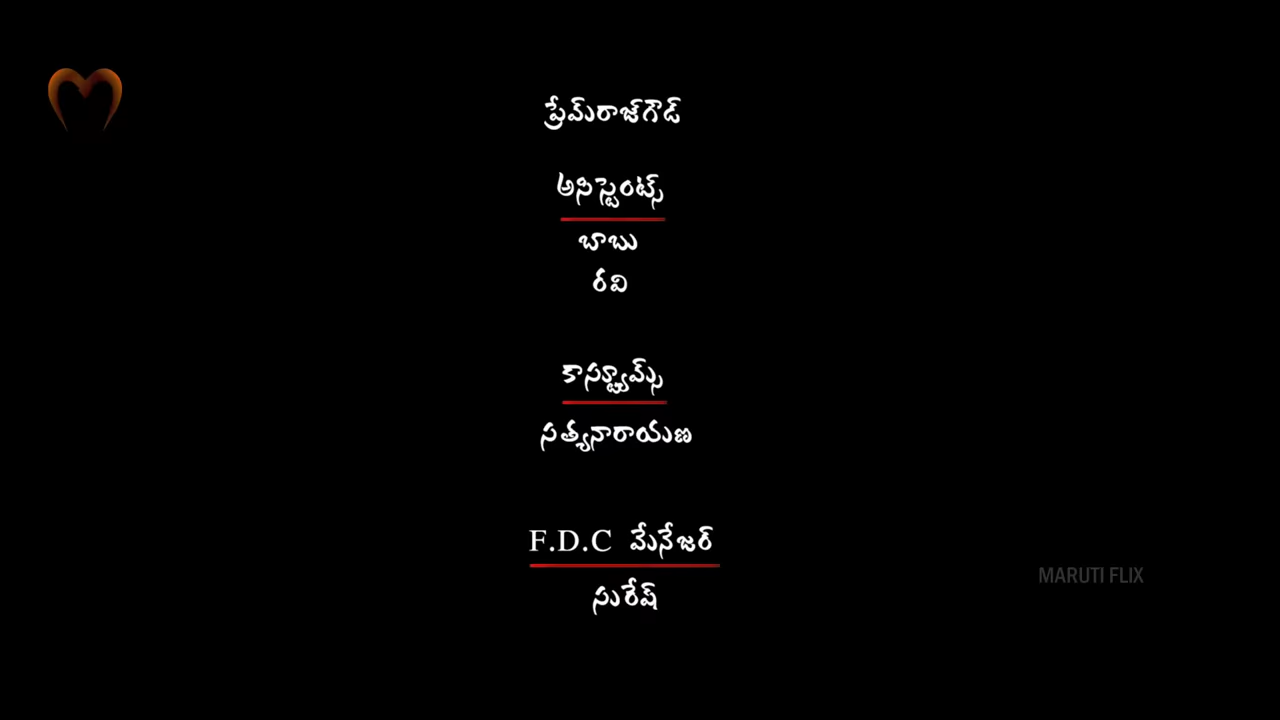 ప్రేమ్‌రాజ్‌గౌడ్
అసిస్టెంట్స్
బాబు
రవి
కాస్ట్యూమ్స్
సత్యనారాయణ
F.D.C మేనేజర్
MARUTI FLIX
సురేష్